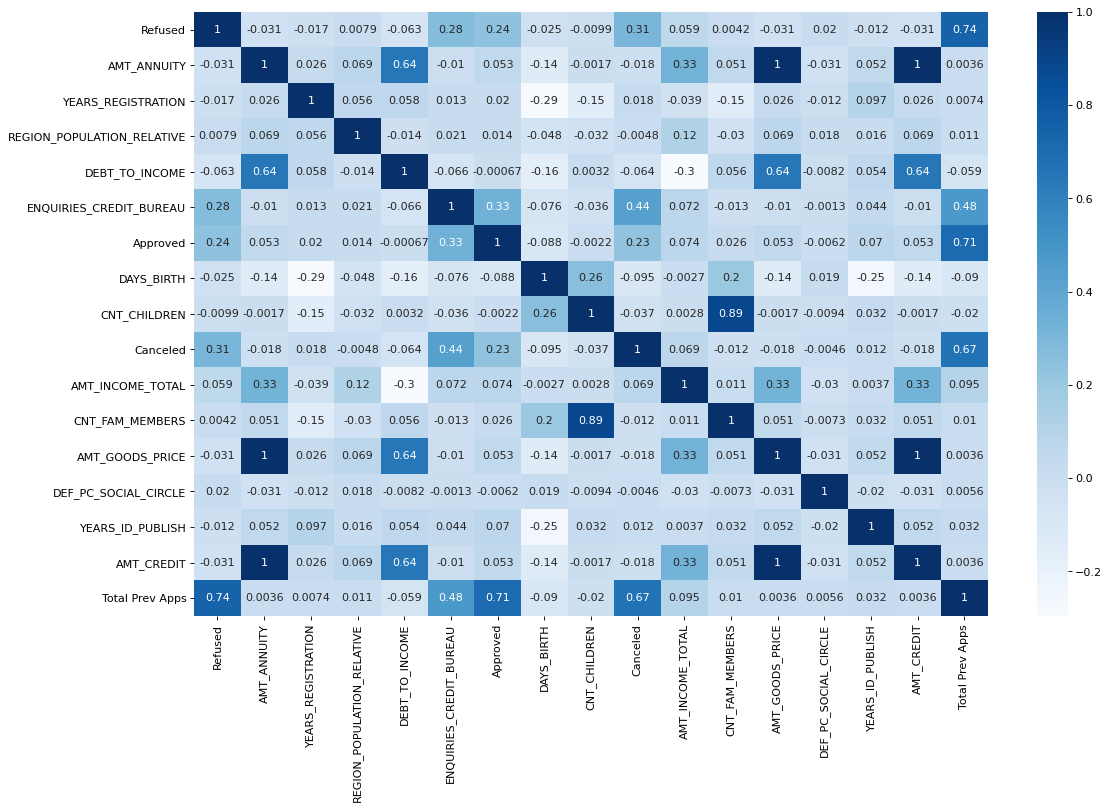 Refused 1 -0.031 -0.017 0.0079 -0.063 0.28 0.24 -0.025 -0.0099 0.31 0.059 0.0042 -0.031 0.02 -0.012 -0.031 0.74
AMT_ANNUITY -0.031 1 0.026 0.069 0.64 -0.01 0.053 -0.14 -0.0017 -0.018 0.33 0.051 1 -0.031 0.052 1 0.0036
YEARS_REGISTRATION -0.017 0.026 1 0.056 0.058 0.013 0.02 -0.29 -0.15 0.018 -0.039 -0.15 0.026 -0.012 0.097 0.026 0.0074
REGION_POPULATION_RELATIVE 0.0079 0.069 0.056 1 -0.014 0.021 0.014 -0.048 -0.032 -0.0048 0.12 -0.03 0.069 0.018 0.016 0.069 0.011
DEBT_TO_INCOME -0.063 0.64 0.058 -0.014 1 -0.066 -0.00067 -0.16 0.0032 -0.064 -0.3 0.056 0.64 -0.0082 0.054 0.64 -0.059
ENQUIRIES_CREDIT_BUREAU 0.28 -0.01 0.013 0.021 -0.066 1 0.33 -0.076 -0.036 0.44 0.072 -0.013 -0.01 -0.0013 0.044 -0.01 0.48
Approved 0.24 0.053 0.02 0.014 -0.00067 0.33 1 -0.088 -0.0022 0.23 0.074 0.026 0.053 -0.0062 0.07 0.053 0.71
DAYS_BIRTH -0.025 -0.14 -0.29 -0.048 -0.16 -0.076 -0.088 1 0.26 -0.095 -0.0027 0.2 -0.14 0.019 -0.25 -0.14 -0.09
CNT_CHILDREN -0.0099 -0.0017 -0.15 -0.032 0.0032 -0.036 -0.0022 0.26 1 -0.037 0.0028 0.89 -0.0017 -0.0094 0.032 -0.0017 -0.02
Canceled 0.31 -0.018 0.018 -0.0048 -0.064 0.44 0.23 -0.095 -0.037 1 0.069 -0.012 -0.018 -0.0046 0.012 -0.018 0.67
AMT_INCOME_TOTAL 0.059 0.33 -0.039 0.12 -0.3 0.072 0.074 -0.0027 0.0028 0.069 1 0.011 0.33 -0.03 0.0037 0.33 0.095
CNT_FAM_MEMBERS 0.0042 0.051 -0.15 -0.03 0.056 -0.013 0.026 0.2 0.89 -0.012 0.011 1 0.051 -0.0073 0.032 0.051 0.01
AMT_GOODS_PRICE -0.031 1 0.026 0.069 0.64 -0.01 0.053 -0.14 -0.0017 -0.018 0.33 0.051 1 -0.031 0.052 1 0.0036
DEF_PC_SOCIAL_CIRCLE 0.02 -0.031 -0.012 0.018 -0.0082 -0.0013 -0.0062 0.019 -0.0094 -0.0046 -0.03 -0.0073 -0.031 1 -0.02 -0.031 0.0056
YEARS_ID_PUBLISH -0.012 0.052 0.097 0.016 0.054 0.044 0.07 -0.25 0.032 0.012 0.0037 0.032 0.052 -0.02 1 0.052 0.032
AMT_CREDIT -0.031 1 0.026 0.069 0.64 -0.01 0.053 -0.14 -0.0017 -0.018 0.33 0.051 1 -0.031 0.052 1 0.0036
Total Prev Apps 0.74 0.0036 0.0074 0.011 -0.059 0.48 0.71 -0.09 -0.02 0.67 0.095 0.01 0.0036 0.0056 0.032 0.0036 1
Refused
AMT_ANNUITY
YEARS_REGISTRATION
REGION_POPULATION_RELATIVE
DEBT_TO_INCOME
ENQUIRIES_CREDIT_BUREAU
Approved
DAYS_BIRTH
CNT_CHILDREN
Canceled
AMT_INCOME_TOTAL
CNT_FAM_MEMBERS
AMT_GOODS_PRICE
DEF_PC_SOCIAL_CIRCLE
YEARS_ID_PUBLISH
AMT_CREDIT
Total Prev Apps
1.0
0.8
0.6
0.4
0.2
0.0
−0.2